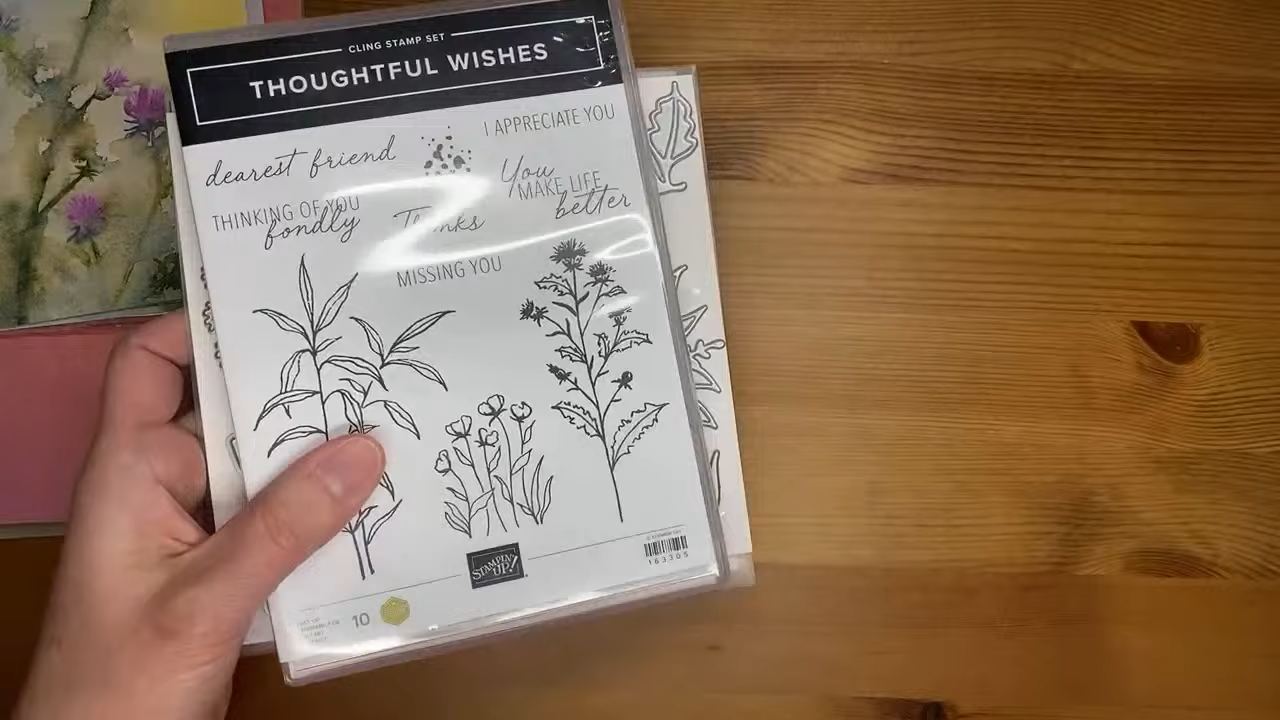 CLING STAMP SET
THOUGHTFUL WISHES
I APPRECIATE YOU
dearest friend
You
MAKE LIFE
better
THINKING OF YOU
fondly
Thanks
MISSING YOU
STAMPIN' UP!
163305
10